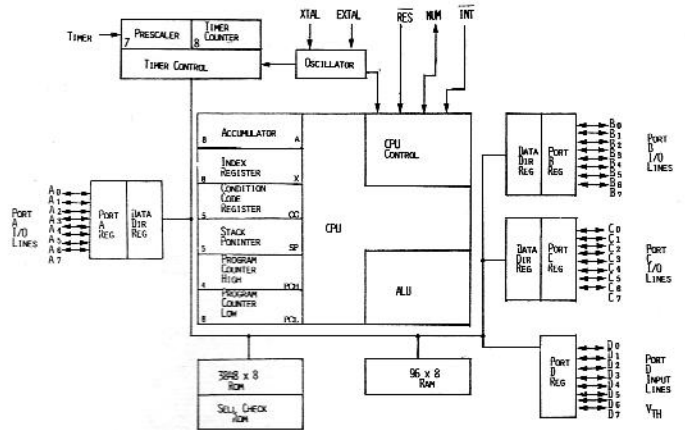 TIMER
PRESCALER
7
TIMER
COUNTER
8
TIMER CONTROL
XTAL
EXTAL
OSCILLATOR
RES
NUM
INT
ACCUMULATOR
8
A
INDEX
REGISTER
8
X
CONDITION
CODE
REGISTER
5
CC
STACK
PONINTER
5
SP
PROGRAM
COUNTER
HIGH
4
PCH
PROGRAM
COUNTER
LOW
8
PCL
CPU
CPU
CONTROL
ALU
PORT
A
I/O
LINES
A0
A1
A2
A3
A4
A5
A6
A7
PORT
A
REG
DATA
DIR
REG
DATA
DIR
REG
PORT
B
REG
B0
B1
B2
B3
B4
B5
B6
B7
PORT
I/O
LINES
DATA
DIR
REG
PORT
C
REG
C0
C1
C2
C3
C4
C5
C6
C7
PORT
C
I/O
LINES
PORT
D
REG
D0
D1
D2
D3
D4
D5
D6
D7
PORT
D
INPUT
LINES
VTH
3848 x 8
ROM
SELL CHECK
ROM
96 x 8
RAM